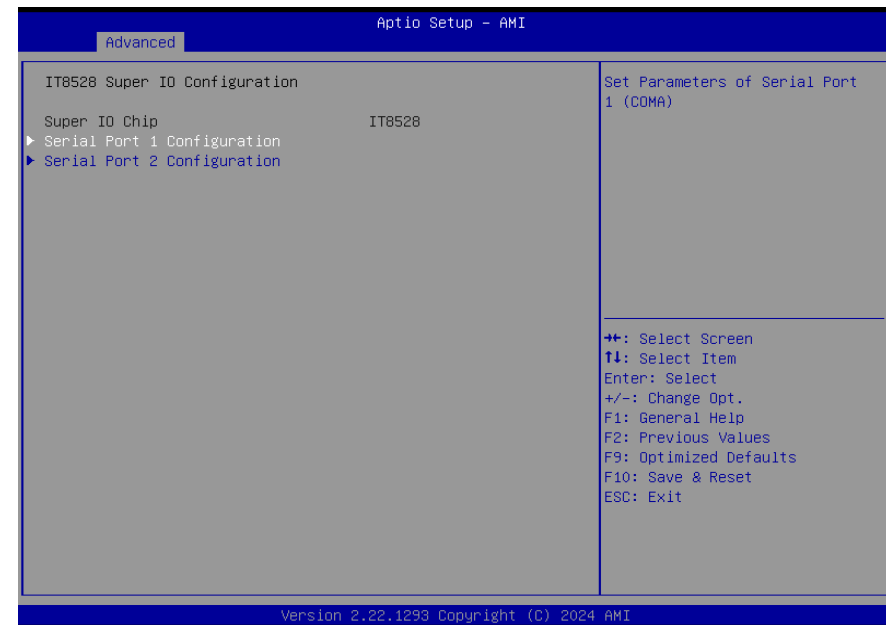 Aptio Setup – AMI
Advanced
IT8528 Super IO Configuration
Super IO Chip IT8528
▶ Serial Port 1 Configuration
▶ Serial Port 2 Configuration
Set Parameters of Serial Port
1 (COMA)
→←: Select Screen
↑↓: Select Item
Enter: Select
+/-: Change Opt.
F1: General Help
F2: Previous Values
F9: Optimized Defaults
F10: Save & Reset
ESC: Exit
Version 2.22.1293 Copyright (C) 2024 AMI